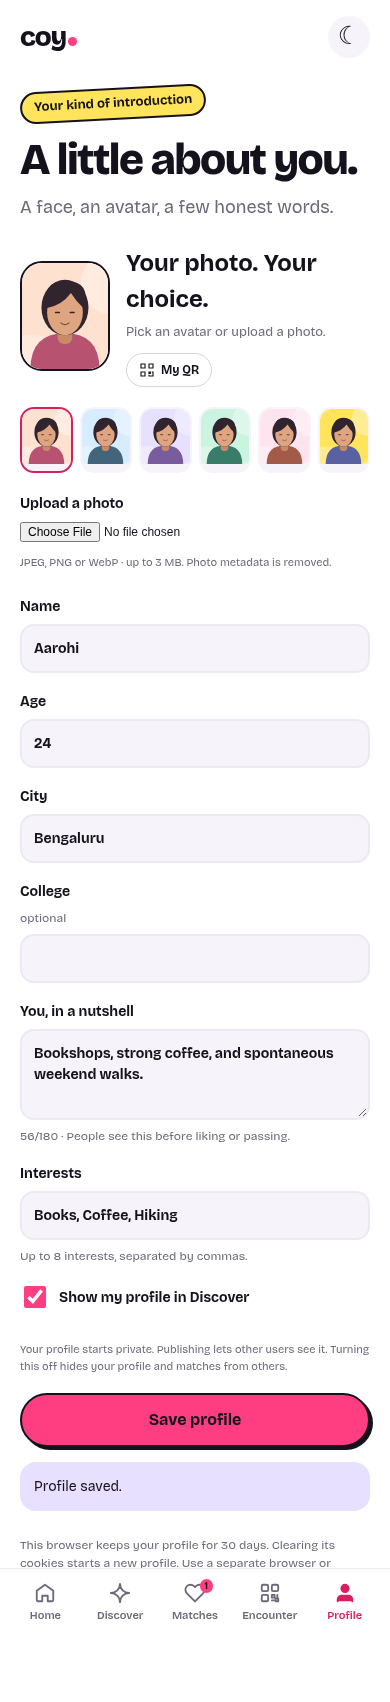 coy.
Your kind of introduction
A little about you.
A face, an avatar, a few honest words.
Your photo. Your
choice.
Pick an avatar or upload a photo.
My QR
Upload a photo
Choose File No file chosen
JPEG, PNG or WebP · up to 3 MB. Photo metadata is removed.
Name
Aarohi
Age
24
City
Bengaluru
College
optional
You, in a nutshell
Bookshops, strong coffee, and spontaneous
weekend walks.
56/180 · People see this before liking or passing.
Interests
Books, Coffee, Hiking
Up to 8 interests, separated by commas.
Show my profile in Discover
Your profile starts private. Publishing lets other users see it. Turning
this off hides your profile and matches from others.
Save profile
Profile saved.
This browser keeps your profile for 30 days. Clearing its
cookies starts a new profile. Use a separate browser or
1
Home Discover Matches Encounter Profile